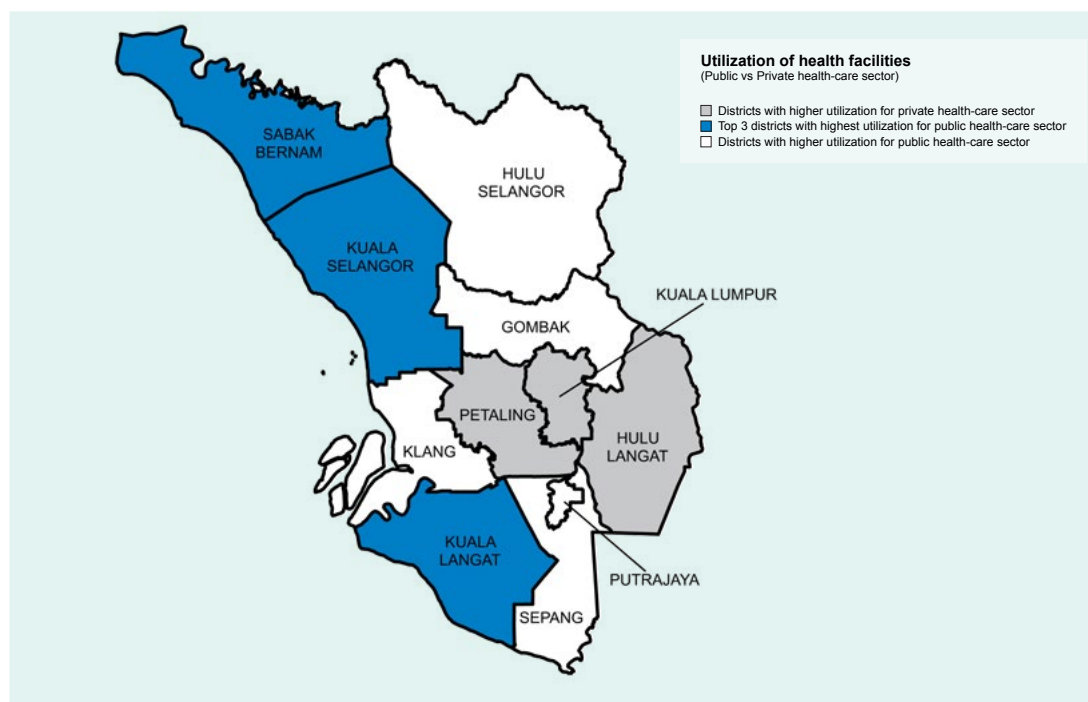 Utilization of health facilities
(Public vs Private health-care sector)
Districts with higher utilization for private health-care sector
Top 3 districts with highest utilization for public health-care sector
Districts with higher utilization for public health-care sector
SABAK
BERNAM
HULU
SELANGOR
KUALA
SELANGOR
KUALA LUMPUR
GOMBAK
PETALING
HULU
LANGAT
KLANG
KUALA
LANGAT
PUTRAJAYA
SEPANG